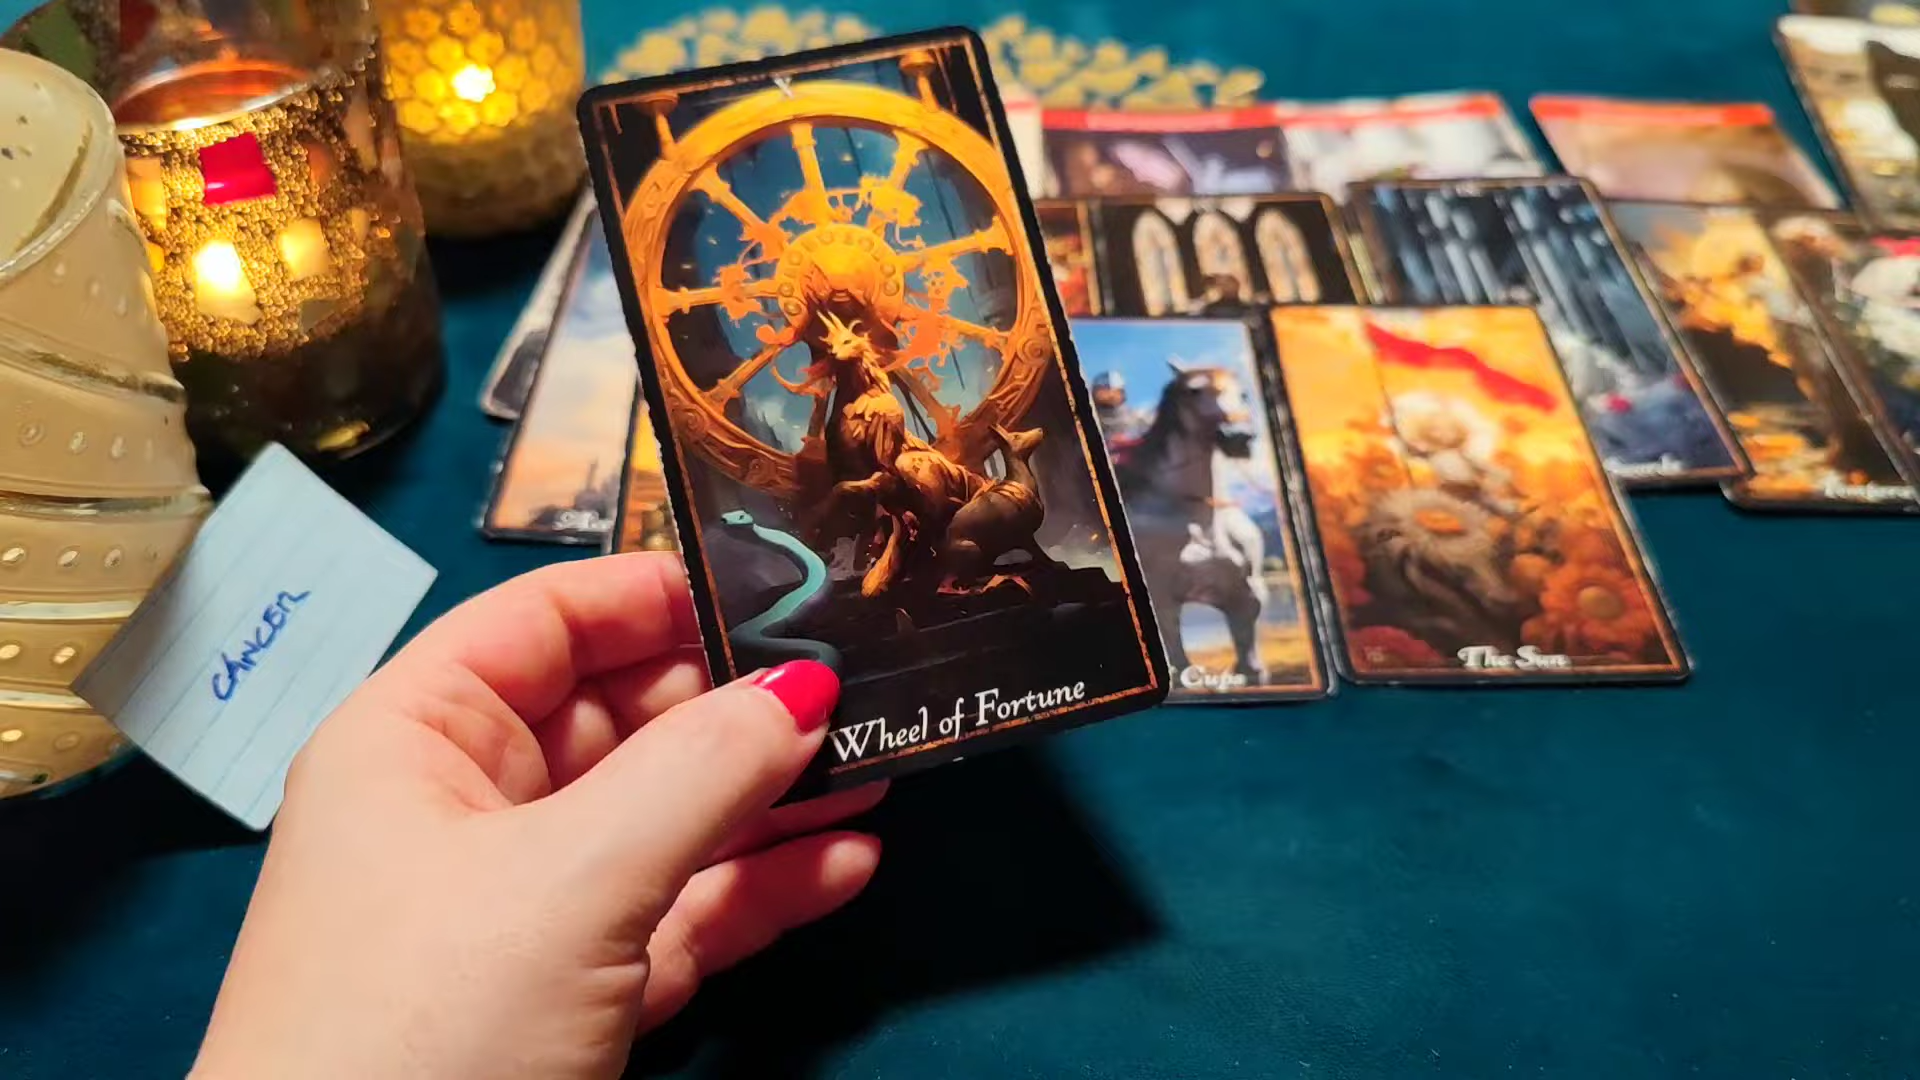 X
CANCER
Wheel of Fortune
Cups
The Sun